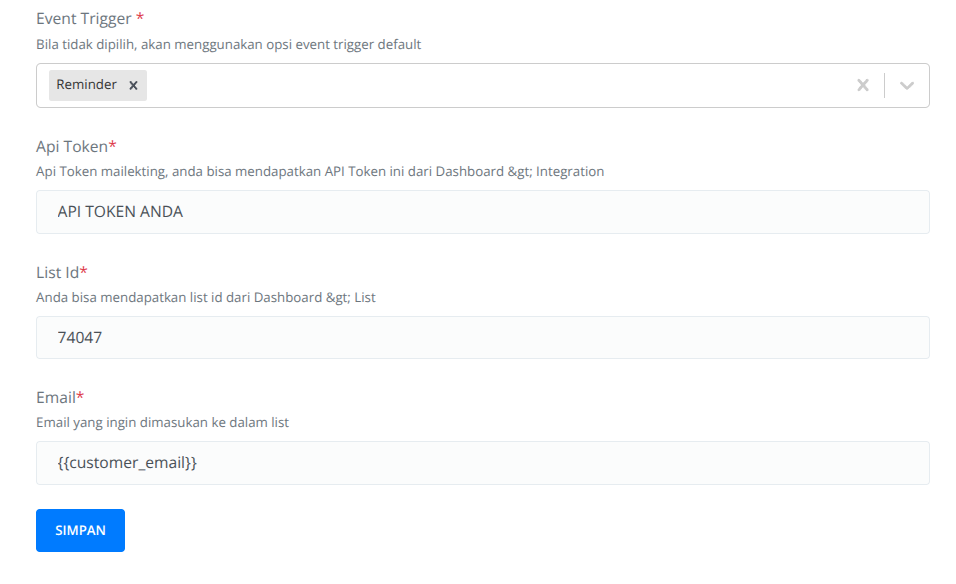 Event Trigger *
Bila tidak dipilih, akan menggunakan opsi event trigger default
Reminder x
Api Token*
Api Token mailekting, anda bisa mendapatkan API Token ini dari Dashboard &gt; Integration
API TOKEN ANDA
List Id*
Anda bisa mendapatkan list id dari Dashboard &gt; List
74047
Email*
Email yang ingin dimasukan ke dalam list
{{customer_email}}
SIMPAN